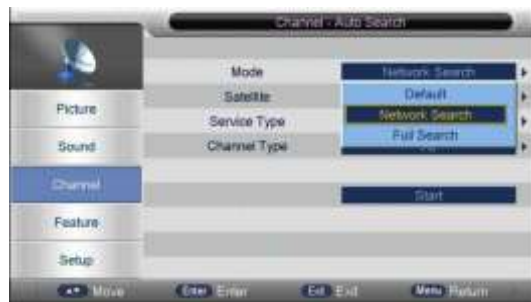 Channel - Auto Search
Mode
Network Search
Satellite
Default
Service Type
Network Search
Channel Type
Full Search
Start
Picture
Sound
Channel
Feature
Setup
Move
Enter Enter
Exit Exit
Menu Return